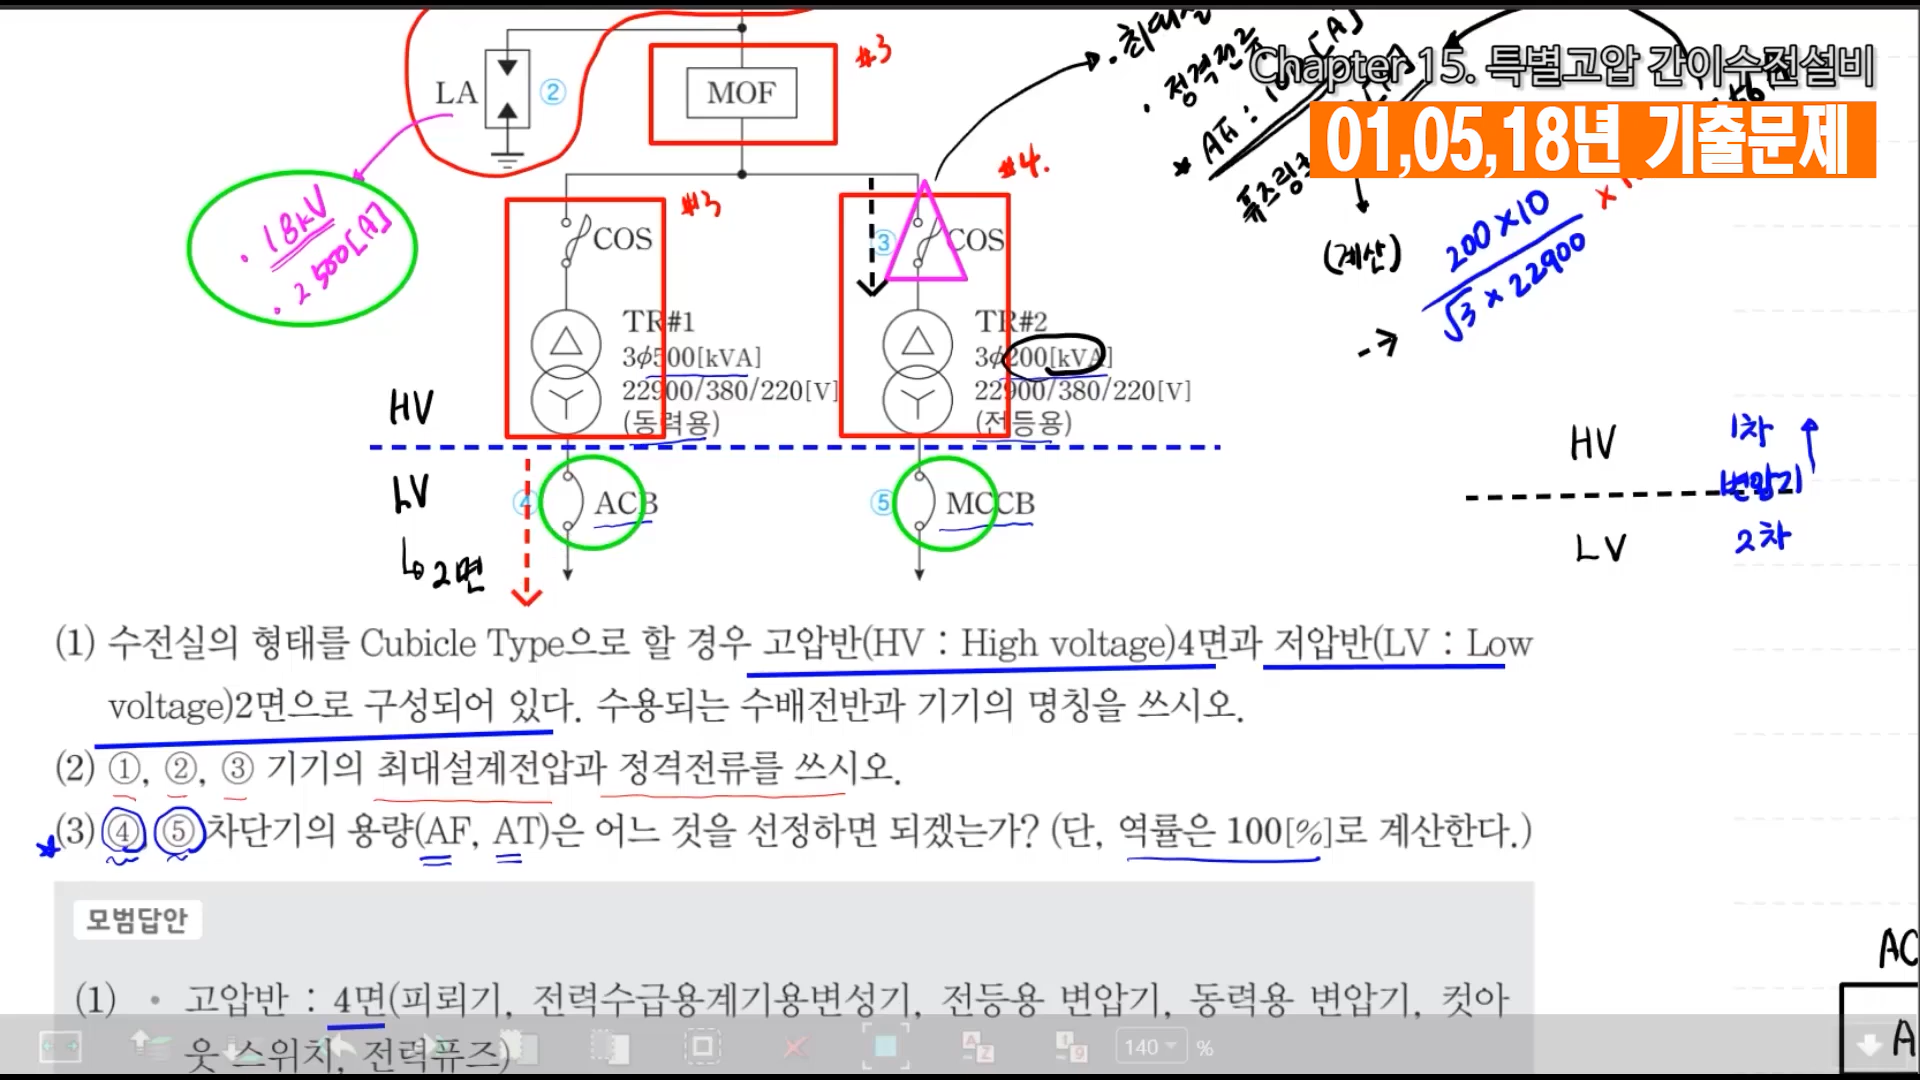 Chapter 15. 특별고압 간이수전설비
01,05,18년 기출문제
LA ②
MOF
#3
#4.
· 정격전류
(계산)
200×10
√3×22900
· 18kV
· 2500[A]
#3
COS
③ COS
TR#1
3φ500[kVA]
22900/380/220[V]
(동력용)
TR#2
3φ200[kVA]
22900/380/220[V]
(전등용)
HV
LV
2면
④ ACB
⑤ MCCB
HV
LV
1차
변압기
2차
(1) 수전실의 형태를 Cubicle Type으로 할 경우 고압반(HV : High voltage)4면과 저압반(LV : Low
voltage)2면으로 구성되어 있다. 수용되는 수배전반과 기기의 명칭을 쓰시오.
(2) ①, ②, ③ 기기의 최대설계전압과 정격전류를 쓰시오.
(3) ④ ⑤ 차단기의 용량(AF, AT)은 어느 것을 선정하면 되겠는가? (단, 역률은 100[%]로 계산한다.)
모범답안
(1) • 고압반 : 4면(피뢰기, 전력수급용계기용변성기, 전등용 변압기, 동력용 변압기, 컷아
웃 스위치, 전력퓨즈)
140 %